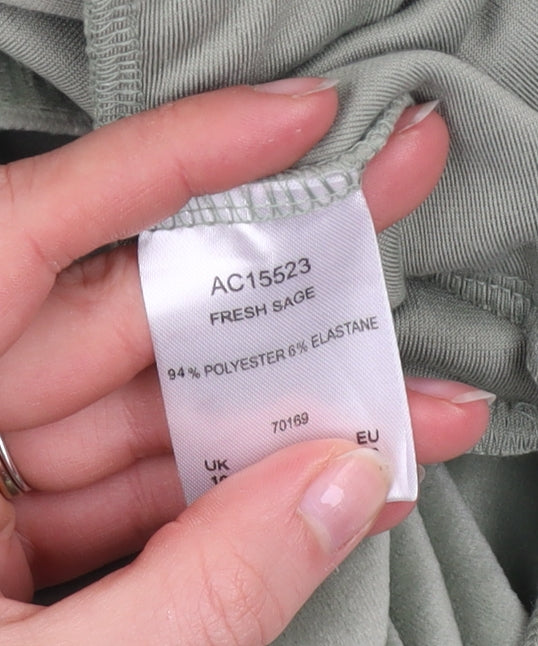 AC15523
FRESH SAGE
94% POLYESTER 6% ELASTANE
70169
UK EU